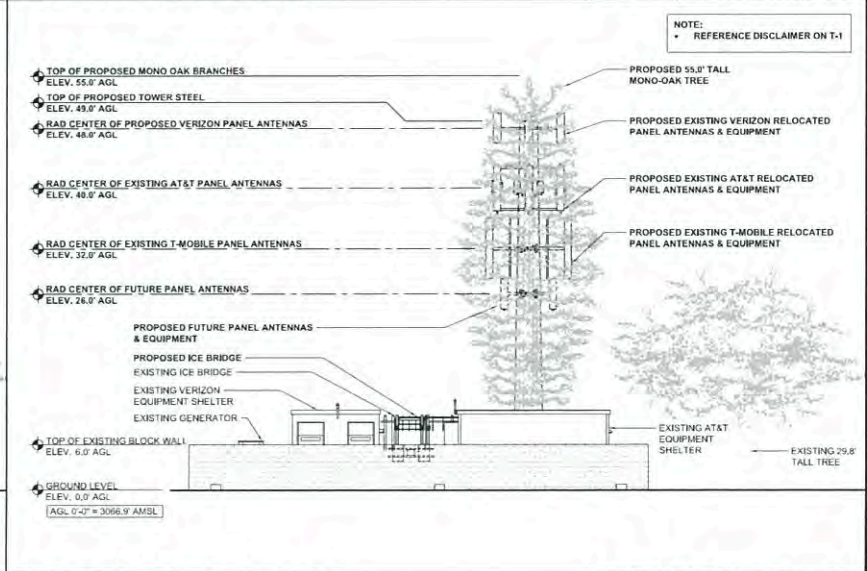 NOTE:
• REFERENCE DISCLAIMER ON T-1
TOP OF PROPOSED MONO OAK BRANCHES
ELEV. 55.0' AGL
TOP OF PROPOSED TOWER STEEL
ELEV. 49.0' AGL
RAD CENTER OF PROPOSED VERIZON PANEL ANTENNAS
ELEV. 48.0' AGL
RAD CENTER OF EXISTING AT&T PANEL ANTENNAS
ELEV. 40.0' AGL
RAD CENTER OF EXISTING T-MOBILE PANEL ANTENNAS
ELEV. 32.0' AGL
RAD CENTER OF FUTURE PANEL ANTENNAS
ELEV. 26.0' AGL
PROPOSED FUTURE PANEL ANTENNAS
& EQUIPMENT
PROPOSED ICE BRIDGE
EXISTING ICE BRIDGE
EXISTING VERIZON
EQUIPMENT SHELTER
EXISTING GENERATOR
TOP OF EXISTING BLOCK WALL
ELEV. 6.0' AGL
GROUND LEVEL
ELEV. 0.0' AGL
AGL 0'-0" = 3066.9' AMSL
PROPOSED 55.0' TALL
MONO-OAK TREE
PROPOSED EXISTING VERIZON RELOCATED
PANEL ANTENNAS & EQUIPMENT
PROPOSED EXISTING AT&T RELOCATED
PANEL ANTENNAS & EQUIPMENT
PROPOSED EXISTING T-MOBILE RELOCATED
PANEL ANTENNAS & EQUIPMENT
EXISTING AT&T
EQUIPMENT
SHELTER
EXISTING 29.8'
TALL TREE